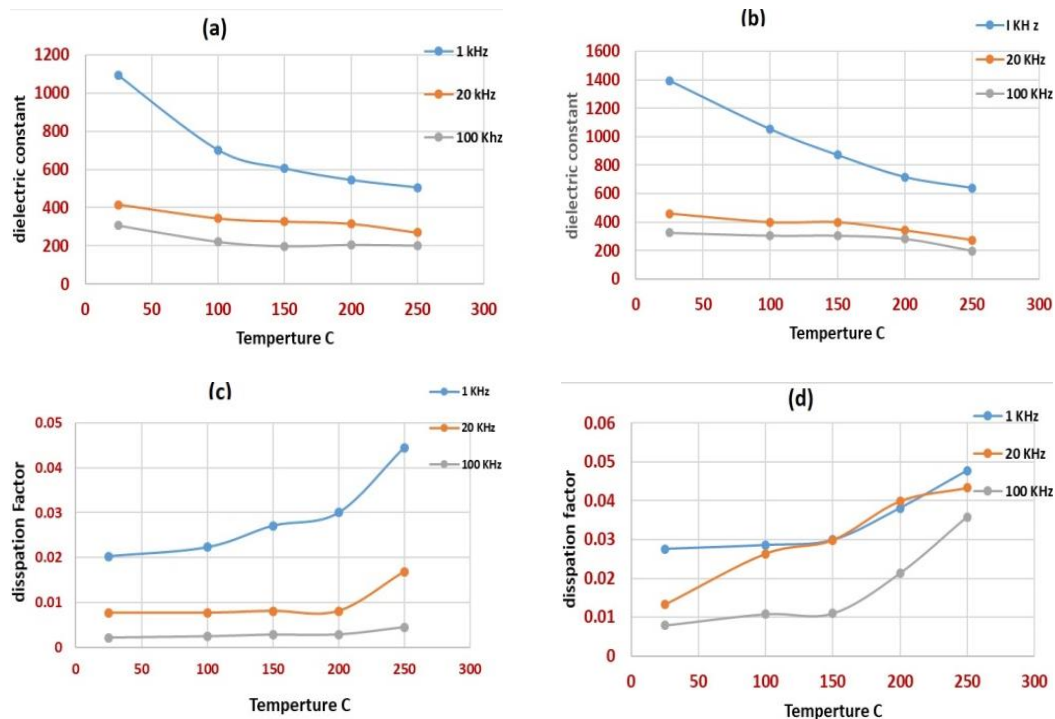 (a)
1 kHz
20 kHz
100 Khz
dielectric constant
1200
1000
800
600
400
200
0
0 50 100 150 200 250 300
Temperture C
(b)
I KH z
20 KHz
100 KHz
dielectric constant
1600
1400
1200
1000
800
600
400
200
0
0 50 100 150 200 250 300
Temperture C
(c)
1 KHz
20 KHz
100 KHz
disspation Factor
0.05
0.04
0.03
0.02
0.01
0
0 50 100 150 200 250 300
Temperture C
(d)
1 KHz
20 KHz
100 KHz
disspation factor
0.06
0.05
0.04
0.03
0.02
0.01
0
0 50 100 150 200 250 300
Temperture C